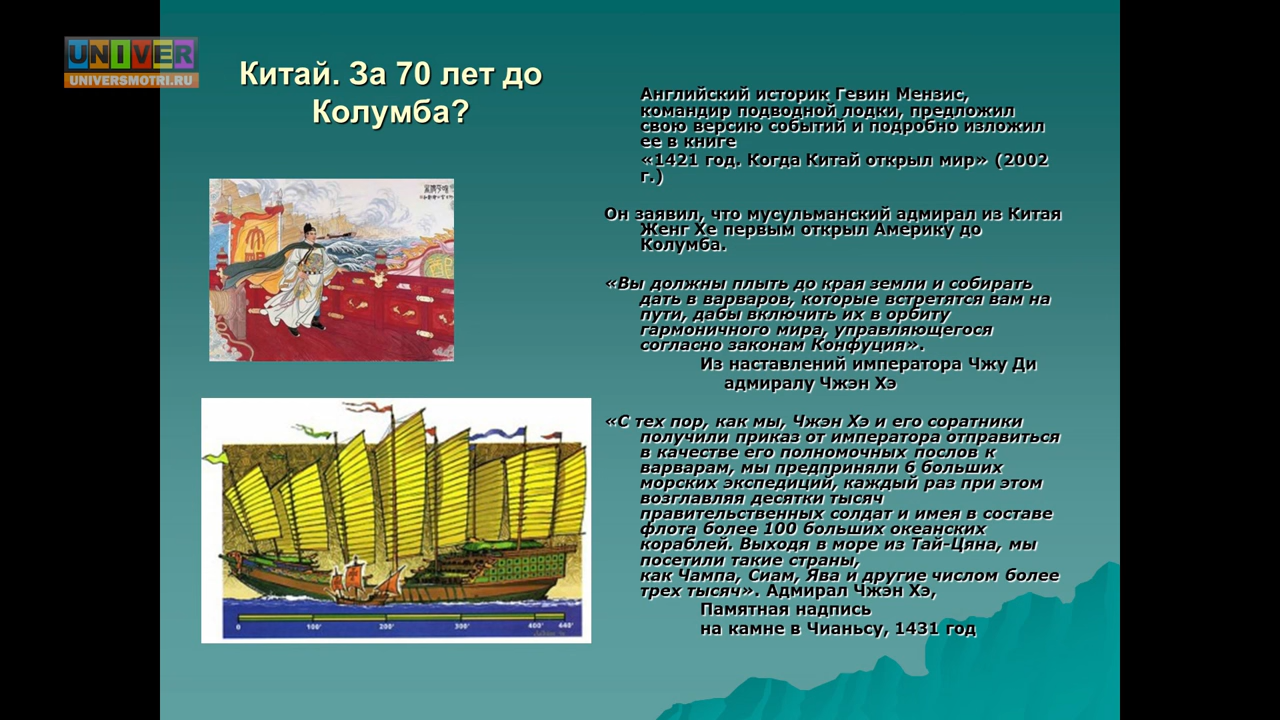 UNIVER
UNIVERSMOTRI.RU
Китай. За 70 лет до
Колумба?
Английский историк Гевин Мензис,
командир подводной лодки, предложил
свою версию событий и подробно изложил
ее в книге
«1421 год. Когда Китай открыл мир» (2002
г.)
Он заявил, что мусульманский адмирал из Китая
Женг Хе первым открыл Америку до
Колумба.
«Вы должны плыть до края земли и собирать
дать в варваров, которые встретятся вам на
пути, дабы включить их в орбиту
гармоничного мира, управляющегося
согласно законам Конфуция».
Из наставлений императора Чжу Ди
адмиралу Чжэн Хэ
«С тех пор, как мы, Чжэн Хэ и его соратники
получили приказ от императора отправиться
в качестве его полномочных послов к
варварам, мы предприняли 6 больших
морских экспедиций, каждый раз при этом
возглавляя десятки тысяч
правительственных солдат и имея в составе
флота более 100 больших океанских
кораблей. Выходя в море из Тай-Цяна, мы
посетили такие страны,
как Чампа, Сиам, Ява и другие числом более
трех тысяч». Адмирал Чжэн Хэ,
Памятная надпись
на камне в Чианьсу, 1431 год
0 100' 200' 300' 400' 440'